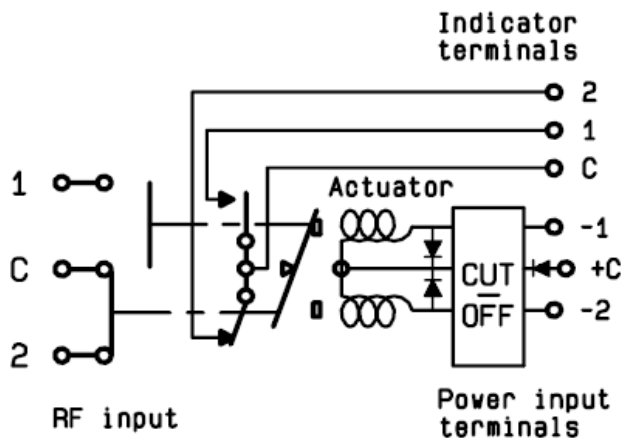 Indicator
terminals
2
1
C
1
Actuator
-1
C
CUT
+C
OFF
-2
2
RF input
Power input
terminals